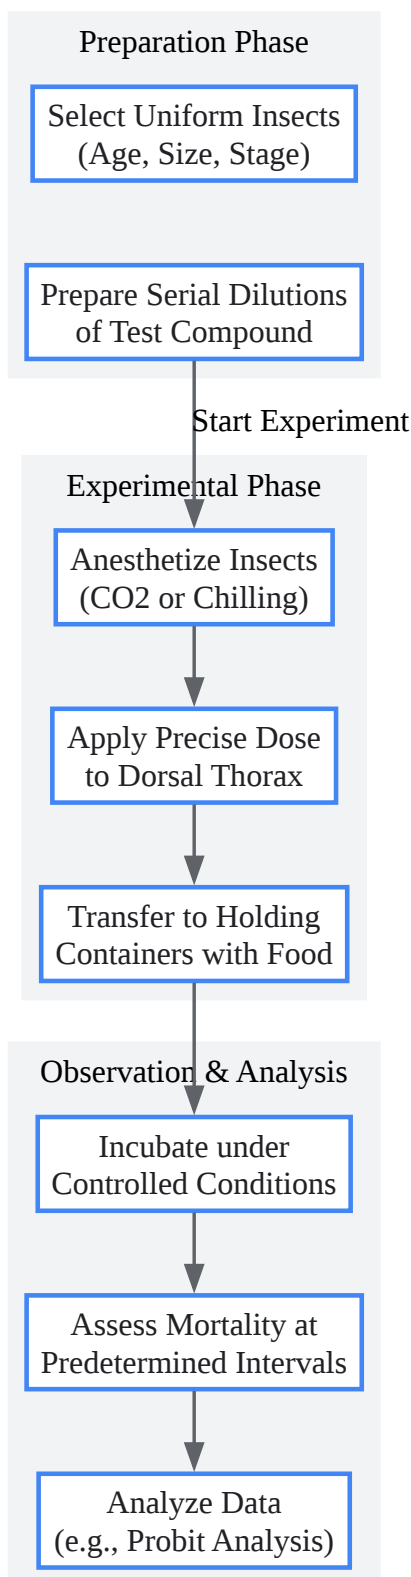 Preparation Phase
Select Uniform Insects
(Age, Size, Stage)
Prepare Serial Dilutions
of Test Compound
Start Experiment
Experimental Phase
Anesthetize Insects
(CO2 or Chilling)
Apply Precise Dose
to Dorsal Thorax
Transfer to Holding
Containers with Food
Observation & Analysis
Incubate under
Controlled Conditions
Assess Mortality at
Predetermined Intervals
Analyze Data
(e.g., Probit Analysis)